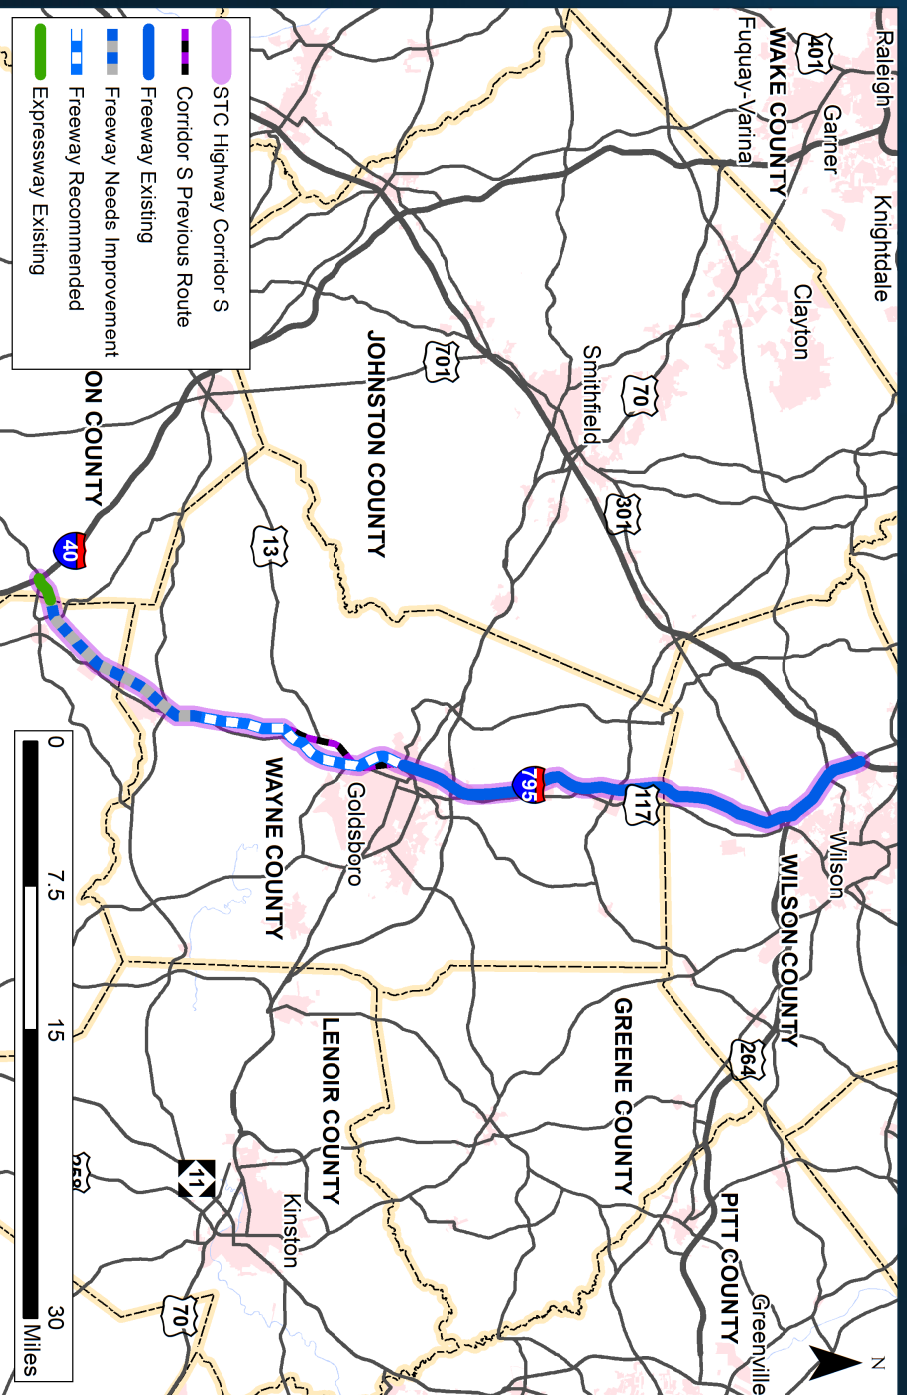 Raleigh
Knightdale
N
Garner
Wilson
401
Clayton
WILSON COUNTY
WAKE COUNTY
Greenville
Fuquay-Varina
264
PITT COUNTY
70
117
301
GREENE COUNTY
Smithfield
795
701
JOHNSTON COUNTY
Goldsboro
LENOIR COUNTY
Kinston
WAYNE COUNTY
13
11
70
ON COUNTY
258
40
STC Highway Corridor S
Corridor S Previous Route
Freeway Existing
Freeway Needs Improvement
Freeway Recommended
Expressway Existing
0 7.5 15 30
Miles